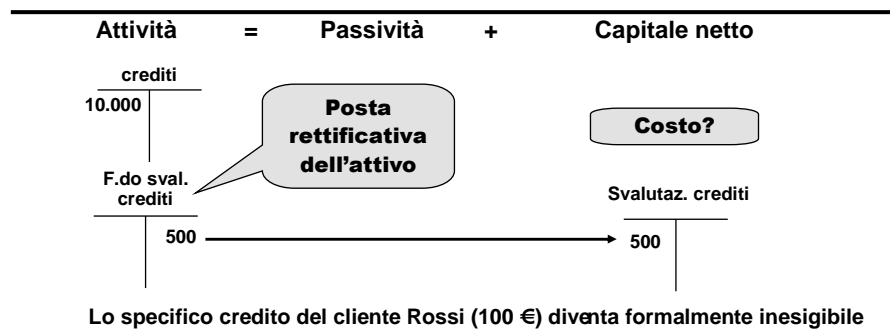 Attività = Passività + Capitale netto
crediti
10.000
Posta
rettificativa
dell'attivo
Costo?
F.do sval.
crediti
Svalutaz. crediti
500
500
Lo specifico credito del cliente Rossi (100 €) diventa formalmente inesigibile